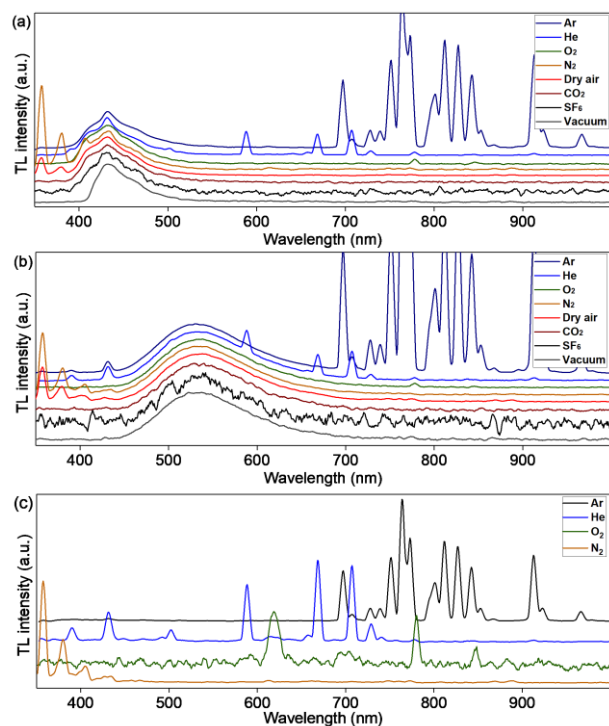 (a)
TL intensity (a.u.)
Ar
He
O₂
N₂
Dry air
CO₂
SF₆
Vacuum
400 500 600 700 800 900
Wavelength (nm)
(b)
TL intensity (a.u.)
Ar
He
O₂
N₂
Dry air
CO₂
SF₆
Vacuum
400 500 600 700 800 900
Wavelength (nm)
(c)
TL intensity (a.u.)
Ar
He
O₂
N₂
400 500 600 700 800 900
Wavelength (nm)